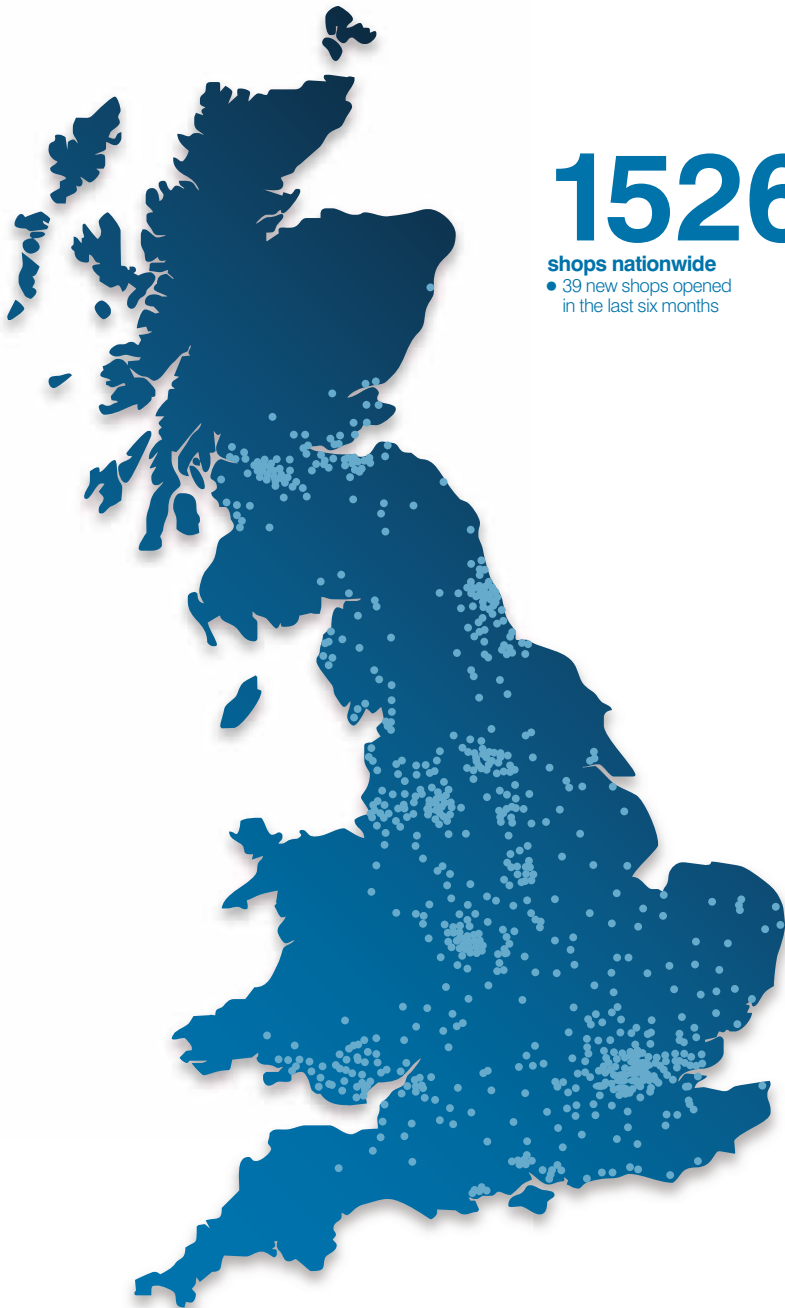 1526
shops nationwide
• 39 new shops opened
in the last six months